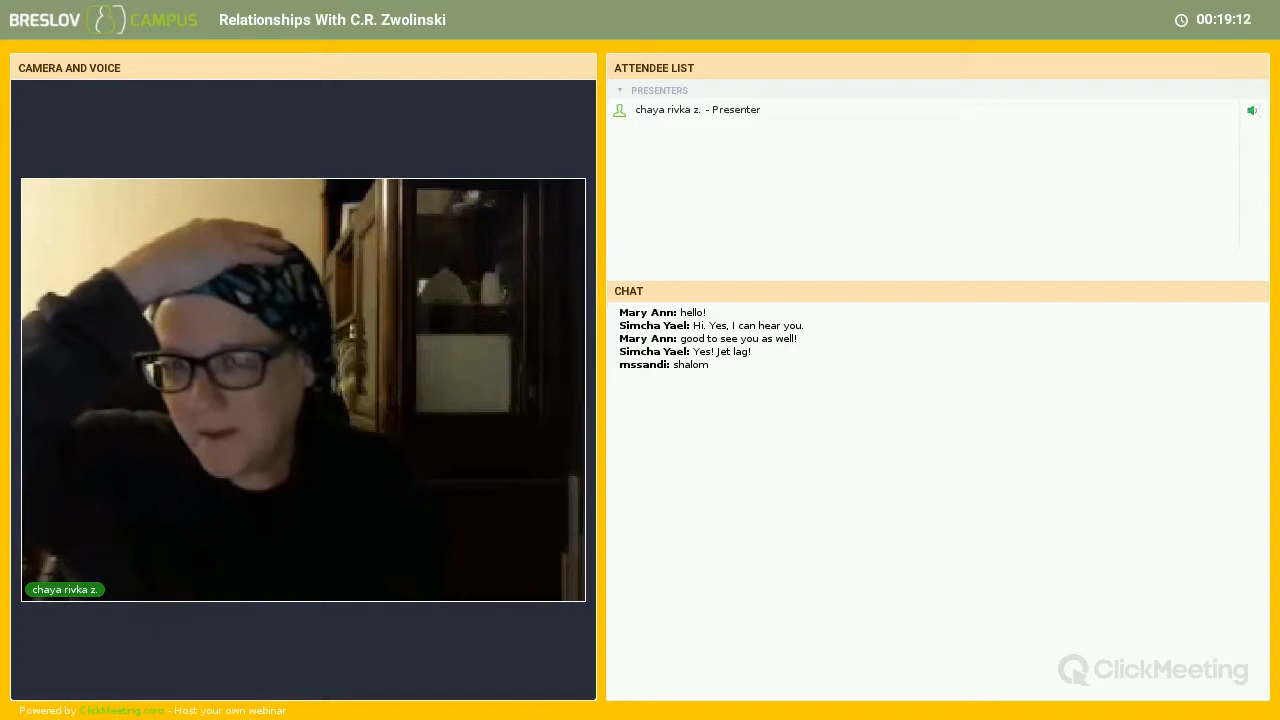 BRESLOV CAMPUS Relationships With C.R. Zwolinski 00:19:12
CAMERA AND VOICE
chaya rivka z.
ATTENDEE LIST
PRESENTERS
chaya rivka z. - Presenter
CHAT
Mary Ann: hello!
Simcha Yael: Hi. Yes, I can hear you.
Mary Ann: good to see you as well!
Simcha Yael: Yes! Jet lag!
mssandi: shalom
ClickMeeting
Powered by ClickMeeting.com - Host your own webinar